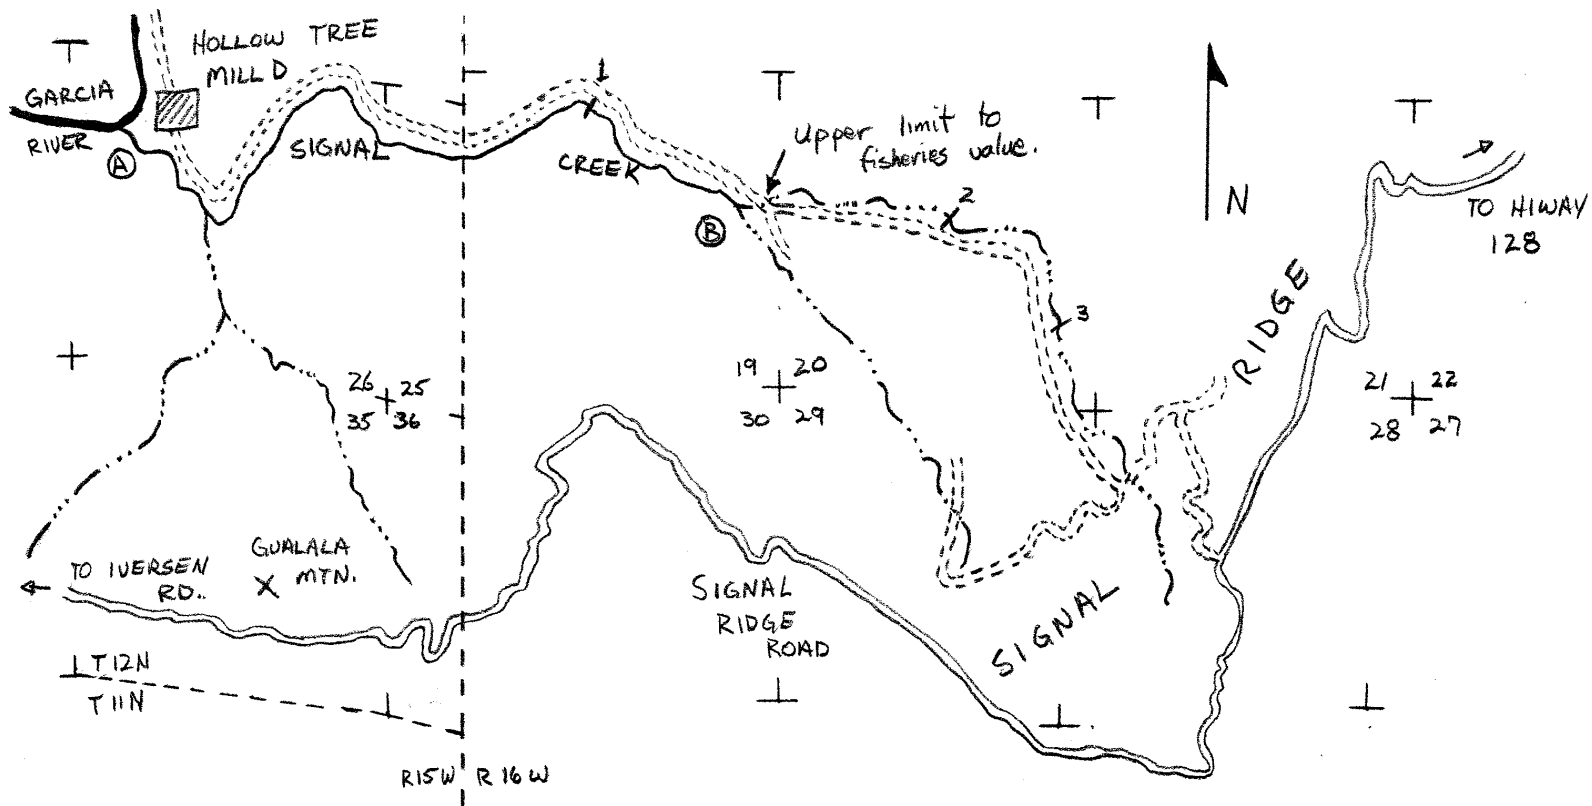 HOLLOW TREE
MILL D
GARCIA
RIVER
A
SIGNAL
CREEK
1
Upper limit to
fisheries value.
B
2
3
N
TO HIWAY
128
RIDGE
26 25
35 36
19 20
30 29
21 22
28 27
TO IVERSEN
RD..
GUALALA
MTN.
SIGNAL
RIDGE
ROAD
SIGNAL
T12N
T11N
R15W R16W